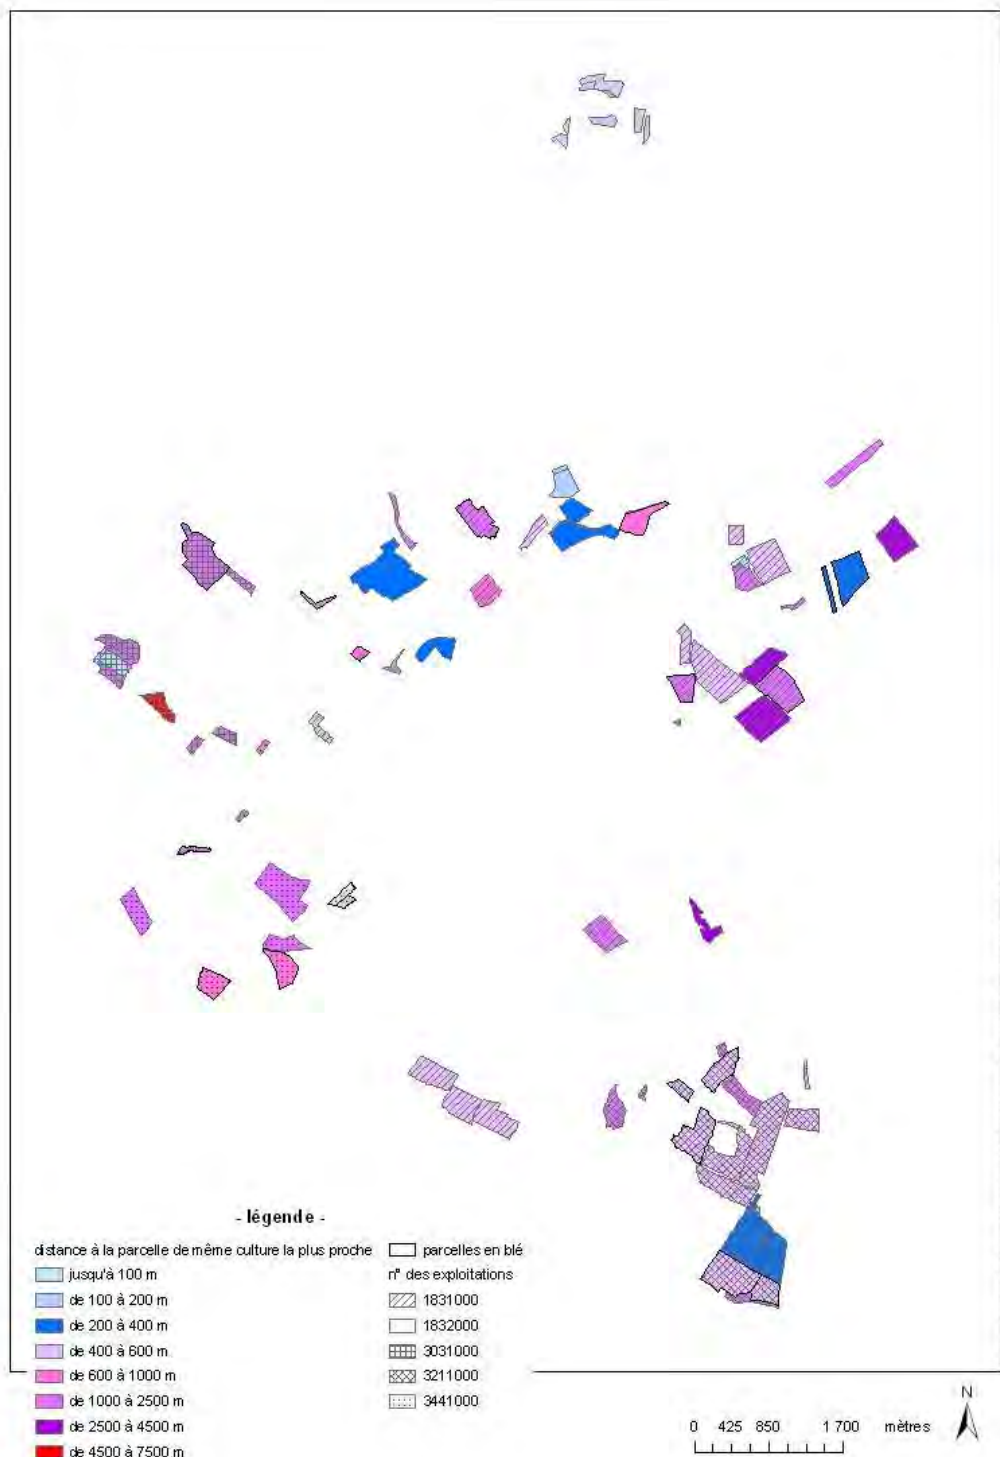 - légende -
distance à la parcelle de même culture la plus proche
jusqu'à 100 m
de 100 à 200 m
de 200 à 400 m
de 400 à 600 m
de 600 à 1000 m
de 1000 à 2500 m
de 2500 à 4500 m
de 4500 à 7500 m
parcelles en blé
n° des exploitations
1831000
1832000
3031000
3211000
3441000
N
0 425 850 1 700 mètres